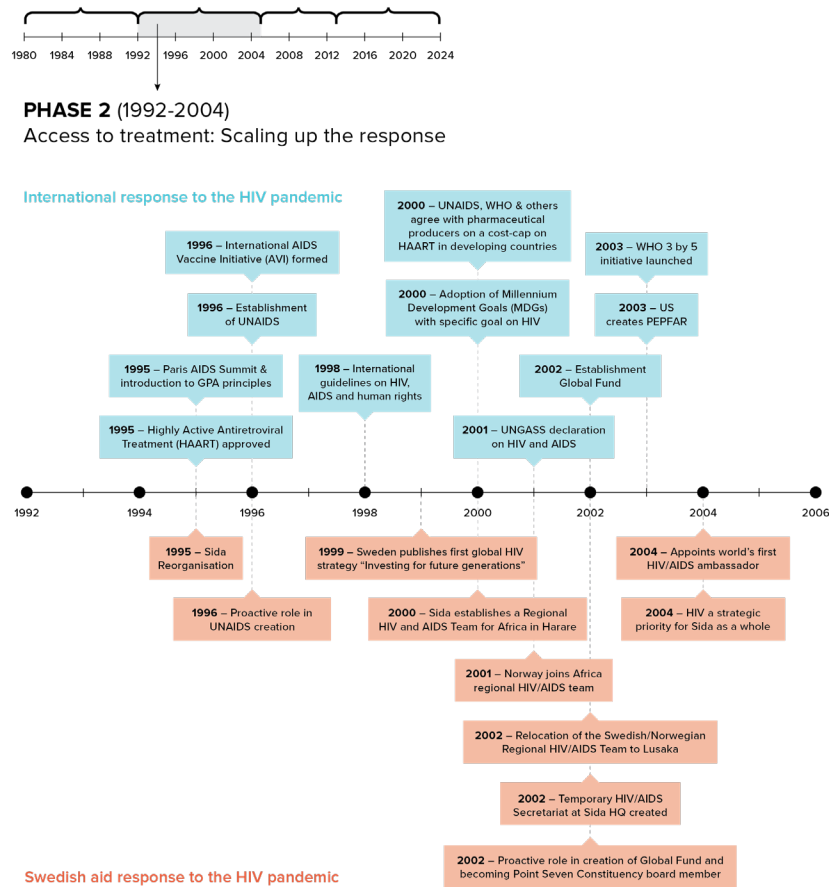 1980 1984 1988 1992 1996 2000 2004 2008 2012 2016 2020 2024
PHASE 2 (1992-2004)
Access to treatment: Scaling up the response
International response to the HIV pandemic
1996 – International AIDS
Vaccine Initiative (AVI) formed
1996 – Establishment
of UNAIDS
1995 – Paris AIDS Summit &
introduction to GPA principles
1995 – Highly Active Antiretroviral
Treatment (HAART) approved
1998 – International
guidelines on HIV,
AIDS and human rights
2000 – UNAIDS, WHO & others
agree with pharmaceutical
producers on a cost-cap on
HAART in developing countries
2000 – Adoption of Millennium
Development Goals (MDGs)
with specific goal on HIV
2001 – UNGASS declaration
on HIV and AIDS
2002 – Establishment
Global Fund
2003 – WHO 3 by 5
initiative launched
2003 – US
creates PEPFAR
1992 1994 1996 1998 2000 2002 2004 2006
1995 – Sida
Reorganisation
1996 – Proactive role in
UNAIDS creation
1999 – Sweden publishes first global HIV
strategy “Investing for future generations”
2000 – Sida establishes a Regional
HIV and AIDS Team for Africa in Harare
2001 – Norway joins Africa
regional HIV/AIDS team
2002 – Relocation of the Swedish/Norwegian
Regional HIV/AIDS Team to Lusaka
2002 – Temporary HIV/AIDS
Secretariat at Sida HQ created
2002 – Proactive role in creation of Global Fund and
becoming Point Seven Constituency board member
2004 – Appoints world’s first
HIV/AIDS ambassador
2004 – HIV a strategic
priority for Sida as a whole
Swedish aid response to the HIV pandemic